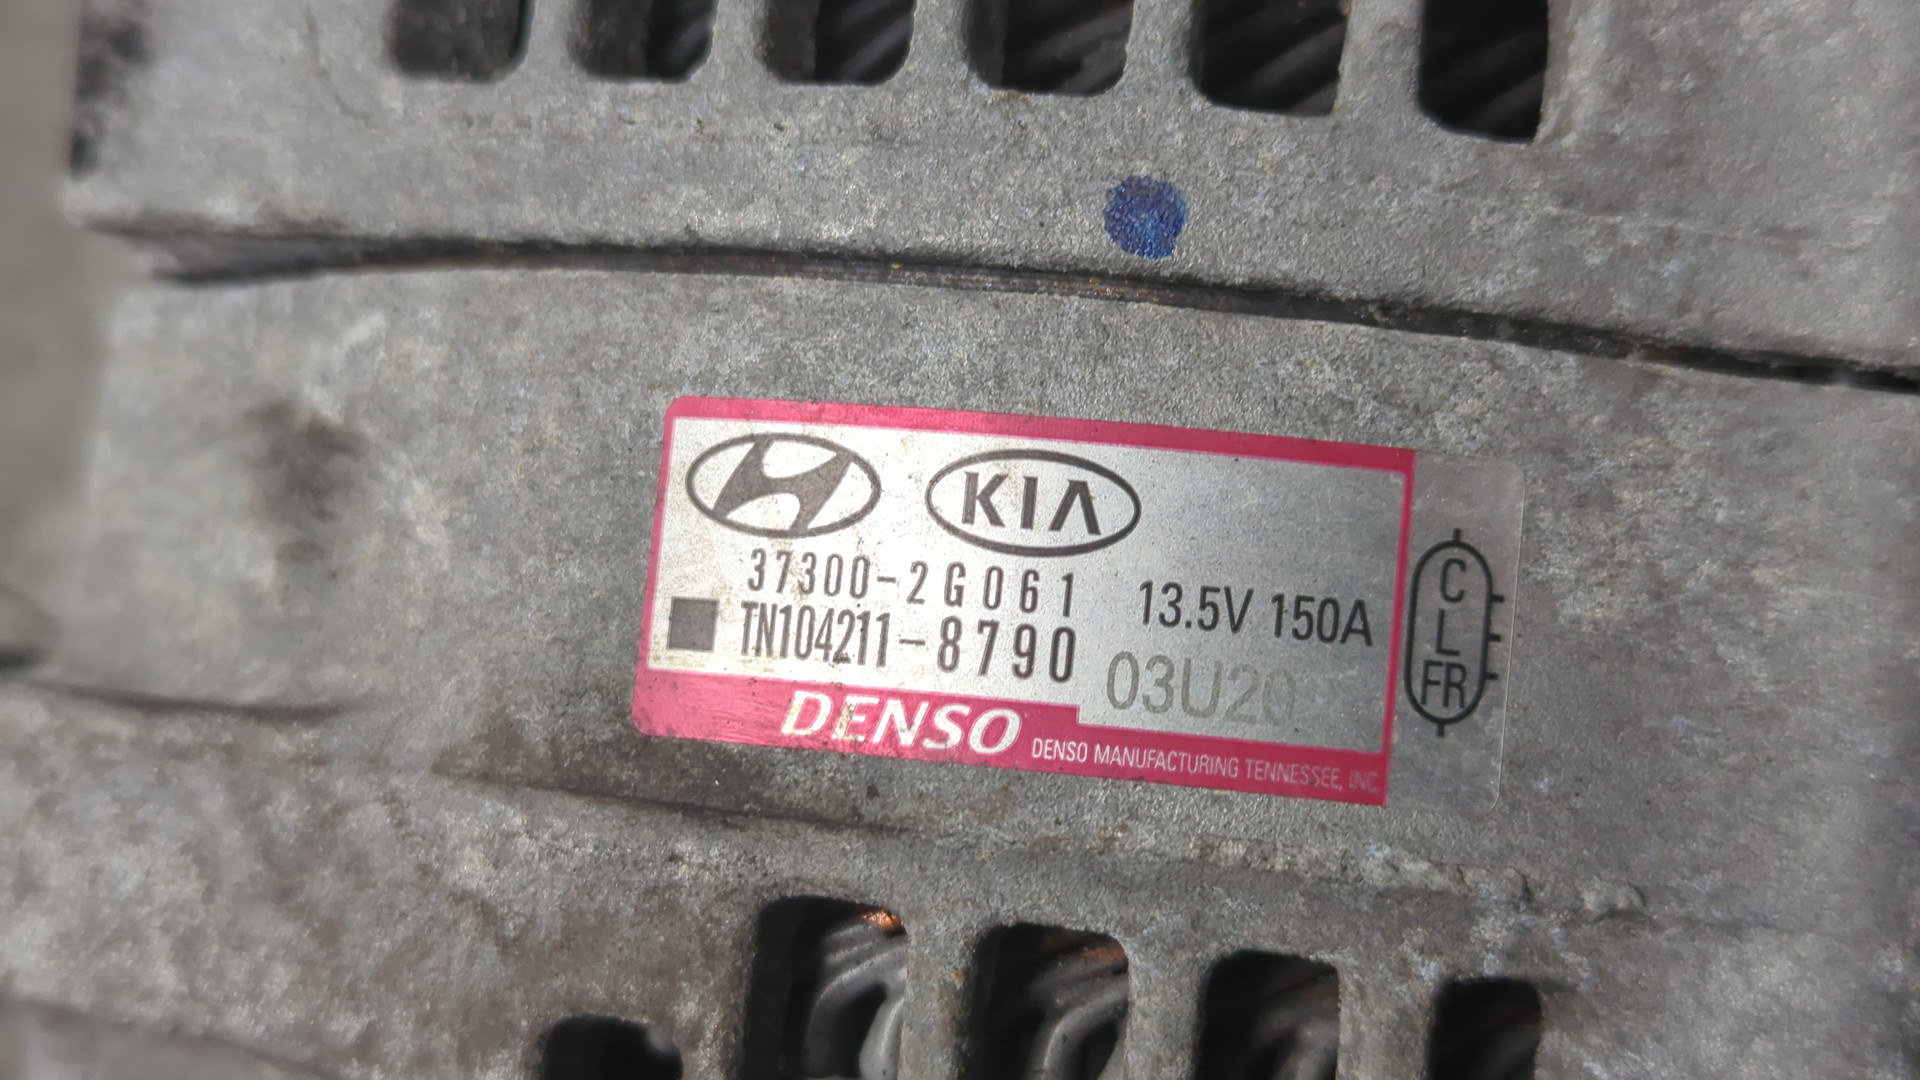 KIA
37300-2G061
TN104211-8790
13.5V 150A
03U20
DENSO
DENSO MANUFACTURING TENNESSEE, INC.
C
L
FR